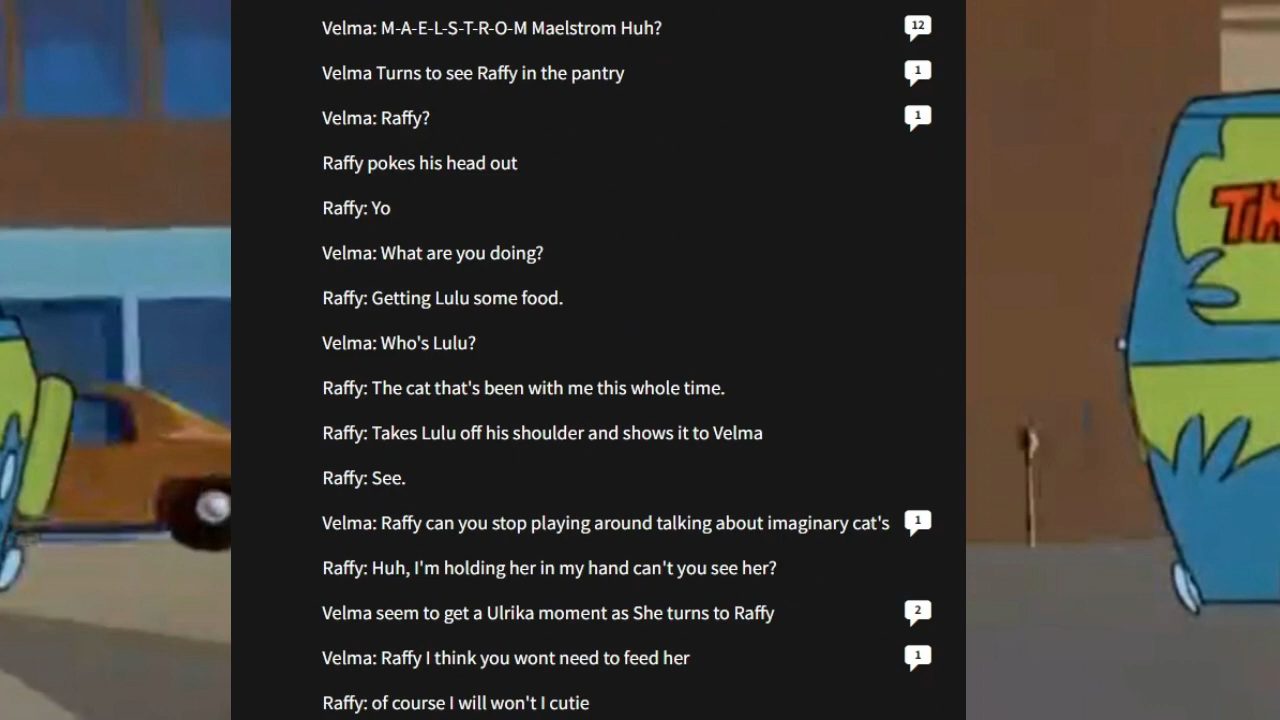 Velma: M-A-E-L-S-T-R-O-M Maelstrom Huh?
12
Velma Turns to see Raffy in the pantry
1
Velma: Raffy?
1
Raffy pokes his head out
Raffy: Yo
Velma: What are you doing?
Raffy: Getting Lulu some food.
Velma: Who's Lulu?
Raffy: The cat that's been with me this whole time.
Raffy: Takes Lulu off his shoulder and shows it to Velma
Raffy: See.
Velma: Raffy can you stop playing around talking about imaginary cat's
1
Raffy: Huh, I'm holding her in my hand can't you see her?
Velma seem to get a Ulrika moment as She turns to Raffy
2
Velma: Raffy I think you wont need to feed her
1
Raffy: of course I will won't I cutie